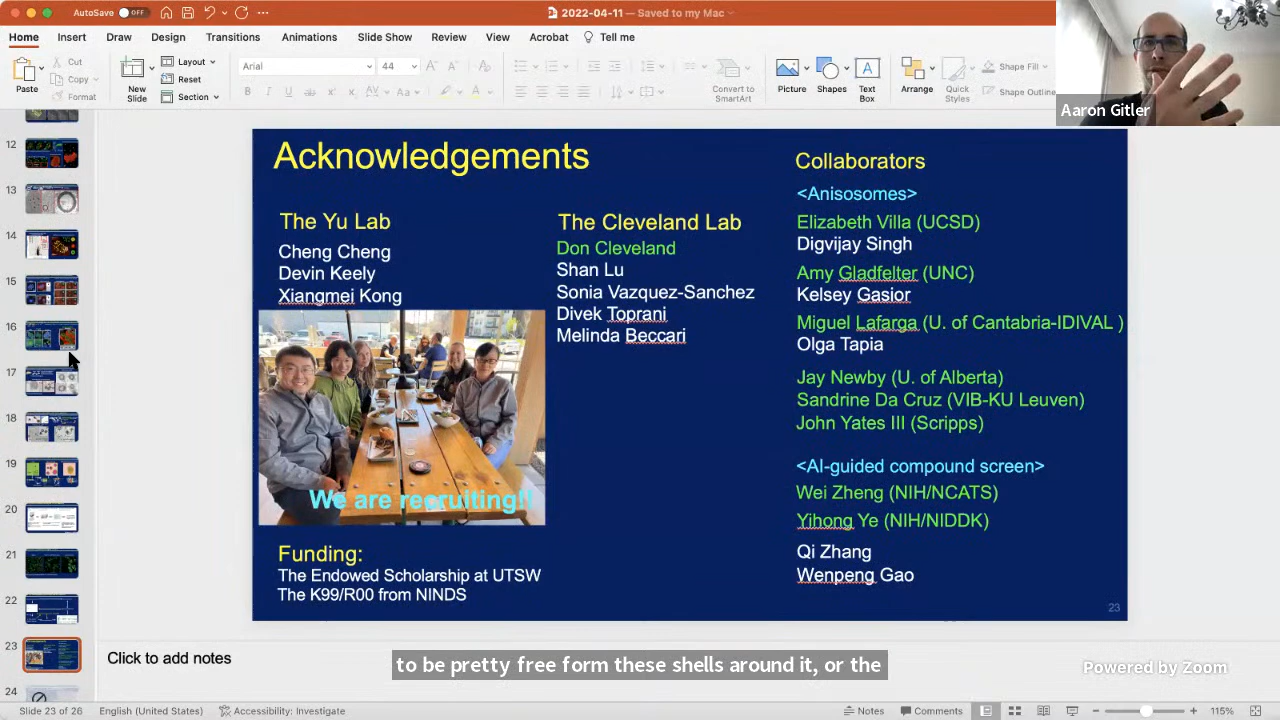 AutoSave OFF
2022-04-11 — Saved to my Mac
Home Insert Draw Design Transitions Animations Slide Show Review View Acrobat Tell me
Paste
Cut
Copy
Format
New Slide
Layout
Reset
Section
Arial 44
Convert to SmartArt
Picture
Shapes
Text Box
Arrange
Quick Styles
Shape Fill
Shape Outline
Aaron Gitler
12
13
14
15
16
17
18
19
20
21
22
23
24
Acknowledgements
The Yu Lab
Cheng Cheng
Devin Keely
Xiangmei Kong
We are recruiting!!
Funding:
The Endowed Scholarship at UTSW
The K99/R00 from NINDS
The Cleveland Lab
Don Cleveland
Shan Lu
Sonia Vazquez-Sanchez
Divek Toprani
Melinda Beccari
Collaborators
<Anisosomes>
Elizabeth Villa (UCSD)
Digvijay Singh
Amy Gladfelter (UNC)
Kelsey Gasior
Miguel Lafarga (U. of Cantabria-IDIVAL )
Olga Tapia
Jay Newby (U. of Alberta)
Sandrine Da Cruz (VIB-KU Leuven)
John Yates III (Scripps)
<AI-guided compound screen>
Wei Zheng (NIH/NCATS)
Yihong Ye (NIH/NIDDK)
Qi Zhang
Wenpeng Gao
23
Click to add notes
to be pretty free form these shells around it, or the
Powered by Zoom
Slide 23 of 26 English (United States) Accessibility: Investigate Notes Comments 115%